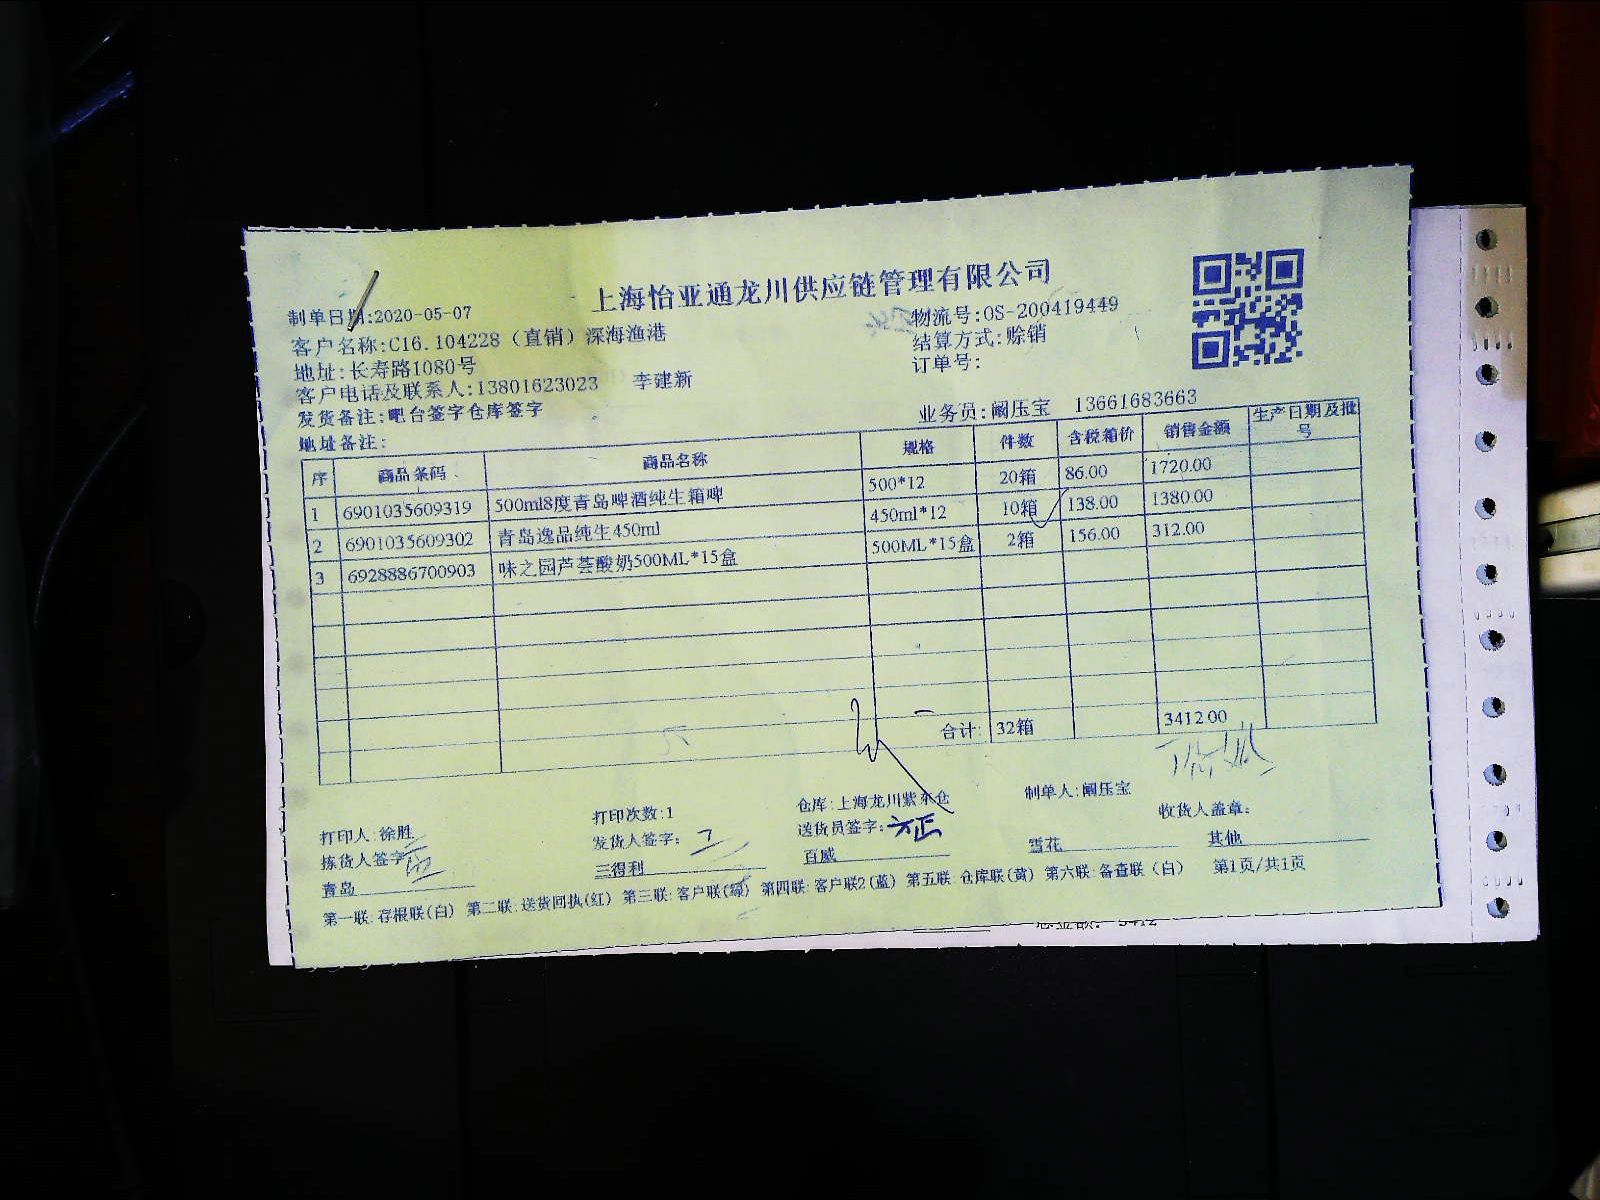 上海怡亚通龙川供应链管理有限公司
制单日期:2020-05-07
物流号:OS-200419449
客户名称:C16.104228（直销）深海渔港
结算方式:赊销
地址:长寿路1080号
订单号:
客户电话及联系人:13801623023 李建新
发货备注:吧台签字仓库签字
业务员:阚压宝 13661683663
地址备注:
序 商品条码 商品名称 规格 件数 含税箱价 销售金额 生产日期及批号
1 6901035609319 500ml8度青岛啤酒纯生箱啤 500*12 20箱 86.00 1720.00
2 6901035609302 青岛逸品纯生450ml 450ml*12 10箱 138.00 1380.00
3 6928886700903 味之园芦荟酸奶500ML*15盒 500ML*15盒 2箱 156.00 312.00
合计: 32箱 3412.00
打印人:徐胜 打印次数:1 仓库:上海龙川紫东仓 制单人:阚压宝
拣货人签字 发货人签字: 送货员签字: 收货人盖章:
青岛 三得利 百威 雪花 其他
第一联:存根联(白) 第二联:送货回执(红) 第三联:客户联(绿) 第四联:客户联2(蓝) 第五联:仓库联(黄) 第六联:备查联(白) 第1页/共1页